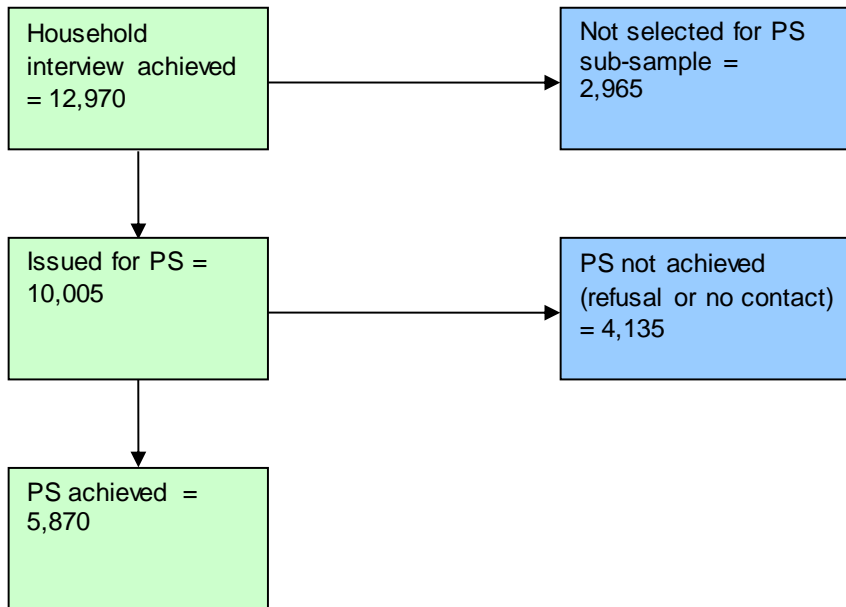 Household
interview achieved
= 12,970
Not selected for PS
sub-sample =
2,965
Issued for PS =
10,005
PS not achieved
(refusal or no contact)
= 4,135
PS achieved =
5,870